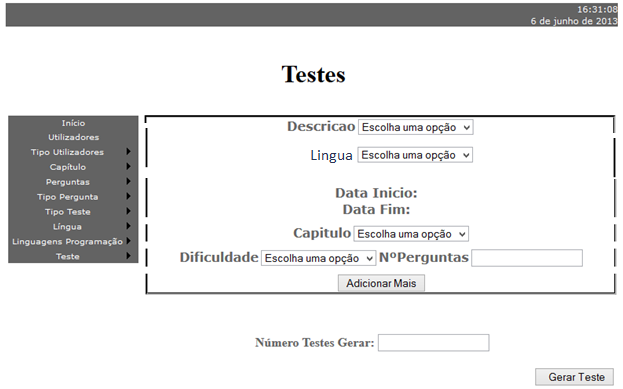 16:31:08
6 de junho de 2013
Testes
Início
Utilizadores
Tipo Utilizadores
Capítulo
Perguntas
Tipo Pergunta
Tipo Teste
Língua
Linguagens Programação
Teste
Descricao Escolha uma opção
Lingua Escolha uma opção
Data Inicio:
Data Fim:
Capitulo Escolha uma opção
Dificuldade Escolha uma opção NºPerguntas
Adicionar Mais
Número Testes Gerar:
Gerar Teste